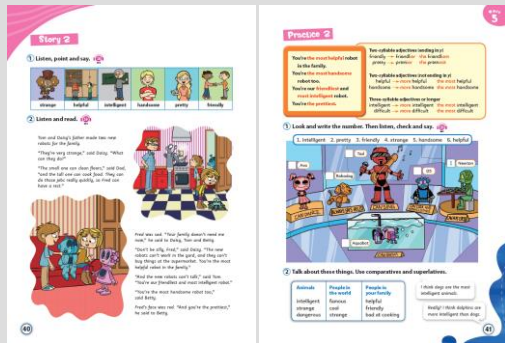 Story 2
1 Listen, point and say.
strange helpful intelligent handsome pretty friendly
2 Listen and read.
Tom and Daisy's father made two new
robots for the family.
"They're very strange," said Daisy. "What
can they do?"
"The small one can clean floors," said Dad,
"and the tall one can cook food. They can
do those jobs really quickly, so Fred can
have a rest."
Fred was sad. "Your family doesn't need me
now," he said to Daisy, Tom and Betty.
"Don't be silly, Fred," said Daisy. "The new
robots can't work in the garden, and they can't
buy things at the supermarket. You're the most
helpful robot in the family."
"And the new robots can't talk," said Tom.
"You're our friendliest and most intelligent robot."
"You're the most handsome robot too,"
said Betty.
Fred's face was red. "And you're the prettiest,"
he said to Betty.
40
5
Practice 2
You're the most helpful robot
in the family.
You're the most handsome
robot too.
You're our friendliest and
most intelligent robot.
You're the prettiest.
Two-syllable adjectives (ending in y)
friendly friendlier the friendliest
pretty prettier the prettiest
Two-syllable adjectives (not ending in y)
helpful more helpful the most helpful
handsome more handsome the most handsome
Three-syllable adjectives or longer
intelligent more intelligent the most intelligent
difficult more difficult the most difficult
1 Look and write the number. Then listen, check and say.
1. intelligent 2. pretty 3. friendly 4. strange 5. handsome 6. helpful
2 Talk about these things. Use comparatives and superlatives.
Animals
intelligent
strange
dangerous
People in
the world
famous
cool
strange
People in
your family
helpful
friendly
bad at cooking
I think dogs are the most
intelligent animals.
Really? I think dolphins are
more intelligent than dogs.
41